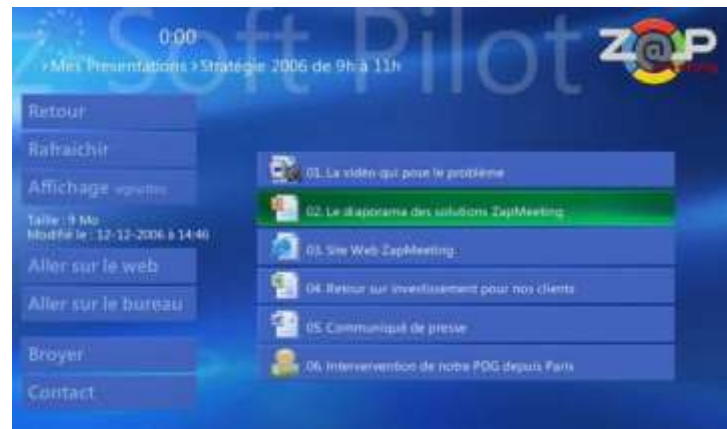 Z Soft Pilot
0:00
>Mes Presentations >Stratégie 2006 de 9h à 11h
Z@P
Retour
Rafraichir
Affichage vignettes
Taille : 9 Mo
Modifié le : 12-12-2006 à 14:46
Aller sur le web
Aller sur le bureau
Broyer
Contact
01. La vidéo qui pose le problème
02. Le diaporama des solutions ZapMeeting
03. Site Web ZapMeeting
04. Retour sur investissement pour nos clients
05. Communiqué de presse
06. Intervervention de notre PDG depuis Paris